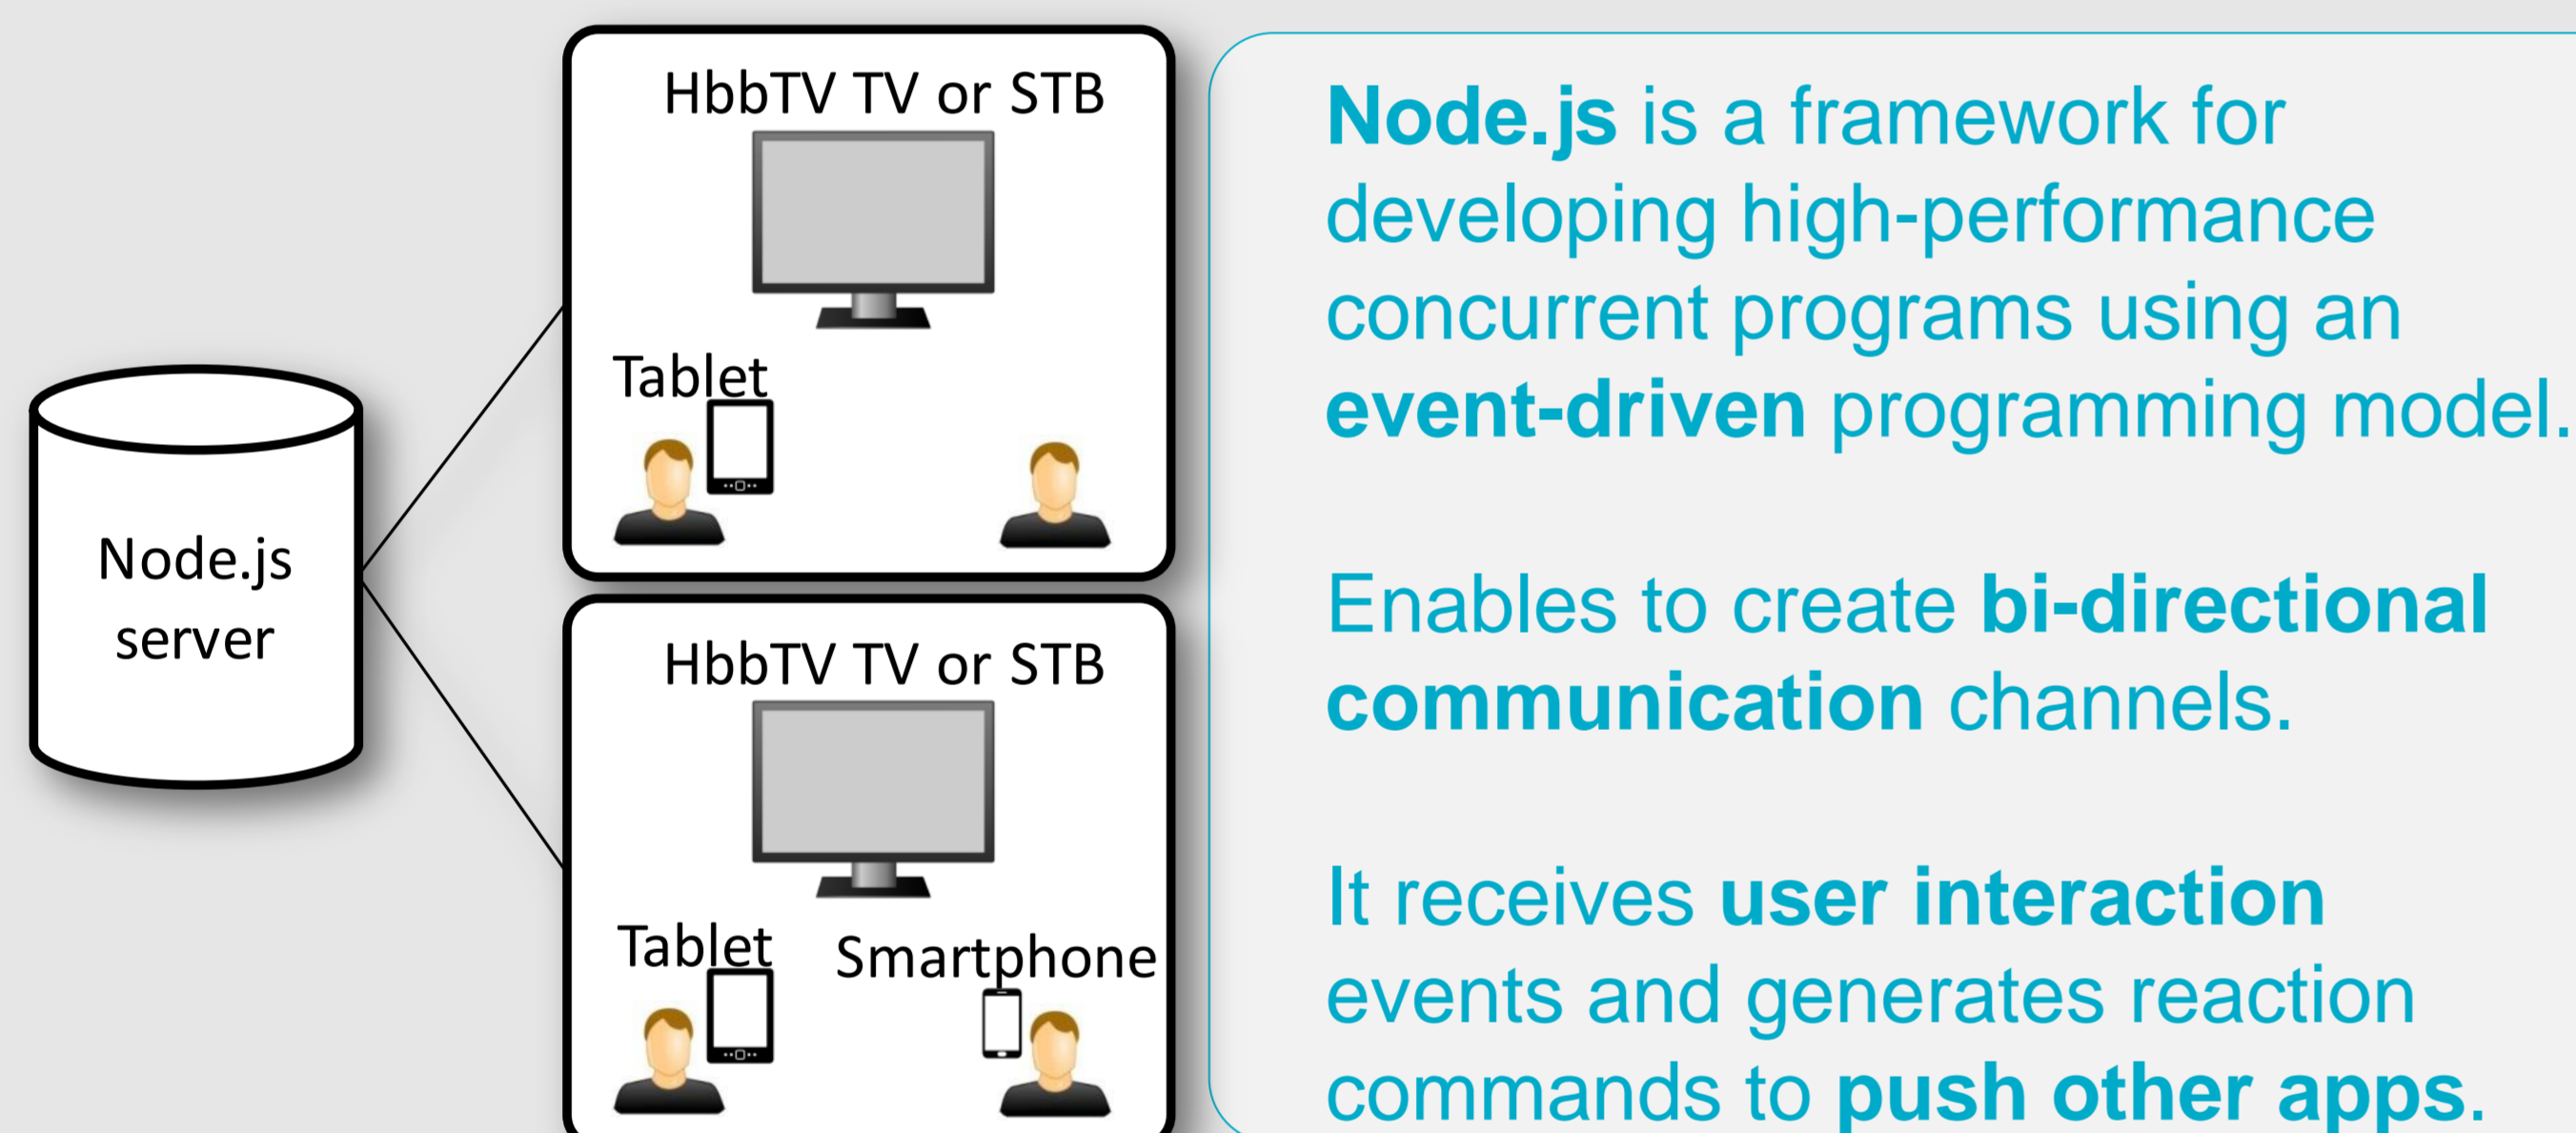 HbbTV TV or STB
Tablet
Node.js
server
HbbTV TV or STB
Tablet
Smartphone
Node.js is a framework for
developing high-performance
concurrent programs using an
event-driven programming model.
Enables to create bi-directional
communication channels.
It receives user interaction
events and generates reaction
commands to push other apps.